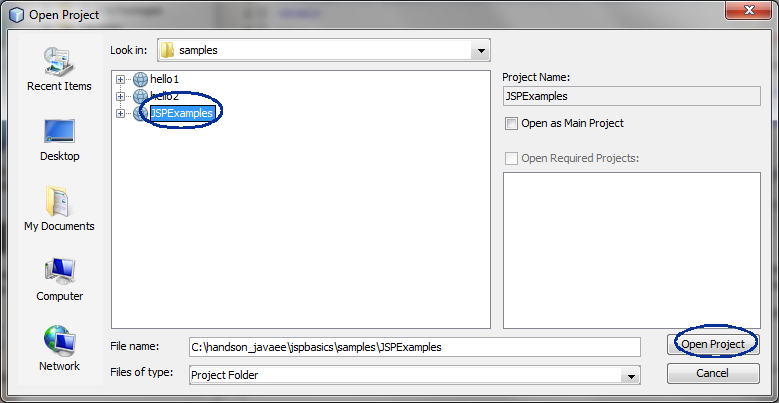 Open Project
Look in: samples
Recent Items
Desktop
My Documents
Computer
Network
hello1
hello2
JSPExamples
Project Name:
JSPExamples
Open as Main Project
Open Required Projects:
File name: C:\handson_javaee\jspbasics\samples\JSPExamples
Open Project
Files of type: Project Folder
Cancel